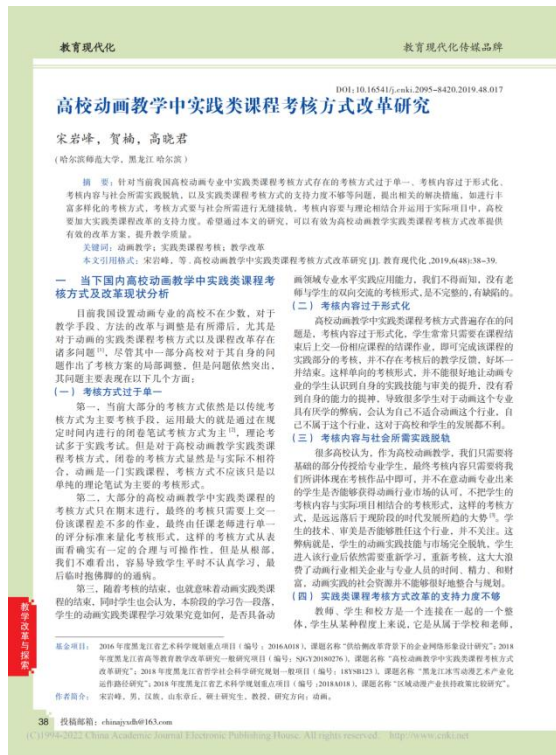 教育现代化
教育现代化传媒品牌
DOI:10.16541/j.cnki.2095-8420.2019.48.017
高校动画教学中实践类课程考核方式改革研究
宋岩峰，贺楠，高晓君
(哈尔滨师范大学，黑龙江 哈尔滨)
摘 要：针对当前我国高校动画专业中实践类课程考核方式存在的考核方式过于单一、考核内容过于形式化、
考核内容与社会所需实践脱轨，以及实践类课程考核方式的支持力度不够等问题，提出相关的解决措施，如进行丰
富多样化的考核方式，考核方式要与社会所需进行无缝接轨，考核内容要与理论相结合并运用于实际项目中，高校
要加大实践类课程改革的支持力度。希望通过本文的研究，可以有效为高校动画教学实践类课程考核方式改革提供
有效的改革方案，提升教学质量。
关键词：动画教学；实践类课程考核；教学改革
本文引用格式：宋岩峰，等．高校动画教学中实践类课程考核方式改革研究 [J]. 教育现代化 ,2019,6(48):38-39.
一 当下国内高校动画教学中实践类课程考
核方式及改革现状分析
目前我国设置动画专业的高校不在少数，对于
教学手段、方法的改革与调整是有所滞后，尤其是
对于动画的实践类课程考核方式以及课程改革存在
诸多问题 [1]，尽管其中一部分高校对于其自身的问
题作出了考核方案的局部调整，但是问题依然突出，
其问题主要表现在以下几个方面：
(一) 考核方式过于单一
第一，当前大部分的考核方式依然是以传统考
核方式为主要考核手段，运用最大的就是通过在规
定时间内进行的闭卷笔试考核方式为主 [2]，理论考
试多于实践考试。但是对于高校动画教学实践类课
程考核方式，闭卷的考核方式显然是与实际不相符
合，动画是一门实践课程，考核方式不应该只是以
单纯的理论笔试为主要的考核形式。
第二，大部分的高校动画教学中实践类课程的
考核方式只在期末进行，最终的考核只需要上交一
份该课程差不多的作业，最终由任课老师进行单一
的评分标准来量化考核形式，这样的考核方式从表
面看确实有一定的合理与可操作性，但是从根部，
我们不难看出，容易导致学生平时不认真学习，最
后临时抱佛脚的的通病。
第三，随着考核的结束，也就意味着动画实践类课
程的结束，同时学生也会认为，本阶段的学习告一段落，
学生的动画实践类课程学习效果究竟如何，是否具备动
画领域专业水平实践应用能力，我们不得而知，没有老
师与学生的双向交流的考核形式，是不完整的，有缺陷的。
(二) 考核内容过于形式化
高校动画教学中实践类课程考核方式普遍存在的问
题是，考核内容过于形式化，学生常常只需要在课程结
束后上交一份相应课程的结课作业，即可完成该课程的
实践部分的考核，并不存在考核后的教学反馈，好坏一
并结束。这样单向的考核形式，并不能很好地让动画专
业的学生认识到自身的实践技能与审美的提升，没有看
到自身的能力的提神，导致很多学生对于动画这个专业
具有厌学的弊病，会认为自己不适合动画这个行业，自
己不属于这个行业，这对于高校和学生的发展都不利。
(三) 考核内容与社会所需实践脱轨
很多高校认为，作为高校动画教学，我们只需要将
基础的部分传授给专业学生，最终考核内容只需要将我
们所讲体现在考核作品中即可，并不在意动画专业出来
的学生是否能够获得动画行业市场的认可，不把学生的
考核内容与实际项目相结合的考核形式，这样的考核方
式，是远远落后于现阶段的时代发展所趋的大势 [3]。学
生的技术、审美是否能够胜任这个行业，并不关注。这
弊病就是，学生的动画实践技能与市场完全脱轨，学生
进入该行业后依然需要重新学习，重新考核，这大大浪
费了动画行业相关企业与专业人员的时间、精力、和财
富，动画实践的社会资源并不能够很好地整合与规划。
(四) 实践类课程考核方式改革的支持力度不够
教师、学生和校方是一个连接在一起的一个整
体，学生从某种程度上来说，它是从属于学校和老师，
教学改革与探索
基金项目： 2016 年度黑龙江省艺术科学规划重点项目（编号：2016A018)，课题名称“供给侧改革背景下的企业网络形象设计研究”；2018
年度黑龙江省高等教育教学改革研究一般研究项目（编号：SJGY20180276)，课题名称“高校动画教学中实践类课程考核方式
改革研究”；2018 年度黑龙江省哲学社会科学研究规划一般项目（编号：18YSB123)，课题名称“黑龙江冰雪动漫艺术产业化
运作路径研究”；2018 年度黑龙江省艺术科学规划重点项目（编号 :2018A018)，课题名称“区域动漫产业扶持政策比较研究”。
作者简介： 宋岩峰，男，汉族，山东章丘，硕士研究生，教授，研究方向：动画。
38 投稿邮箱：chinajyxdh@163.com
(C)1994-2022 China Academic Journal Electronic Publishing House. All rights reserved. http://www.cnki.net